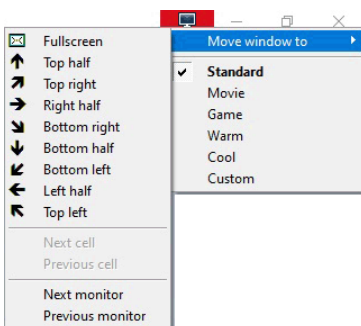 Move window to
Standard
Movie
Game
Warm
Cool
Custom
Fullscreen
Top half
Top right
Right half
Bottom right
Bottom half
Bottom left
Left half
Top left
Next cell
Previous cell
Next monitor
Previous monitor